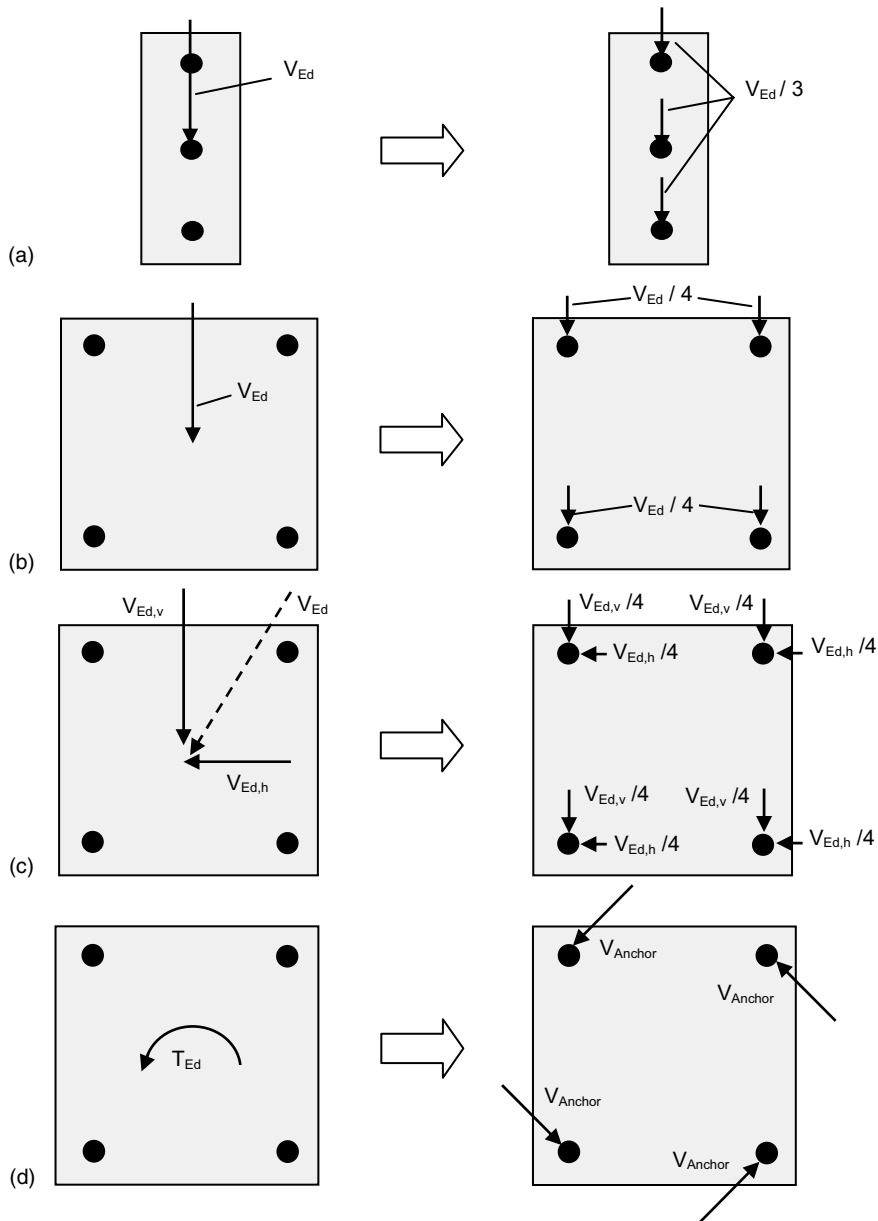 V_Ed
V_Ed / 3
(a)
V_Ed / 4
V_Ed
V_Ed / 4
(b)
V_Ed,v
V_Ed
V_Ed,v /4
V_Ed,v /4
V_Ed,h /4
V_Ed,h /4
V_Ed,h
V_Ed,v /4
V_Ed,v /4
V_Ed,h /4
V_Ed,h /4
(c)
V_Anchor
V_Anchor
T_Ed
V_Anchor
V_Anchor
(d)